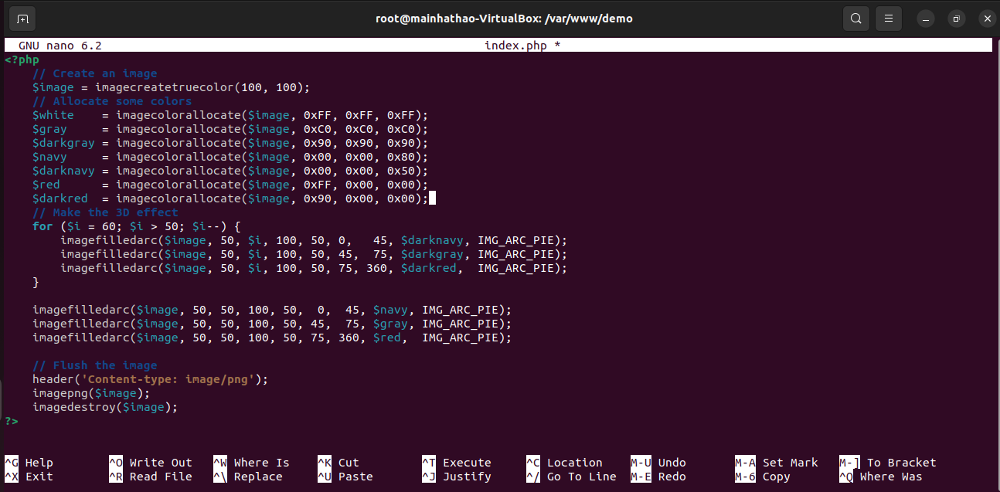 root@mainhathao-VirtualBox: /var/www/demo
GNU nano 6.2 index.php *
<?php
    // Create an image
    $image = imagecreatetruecolor(100, 100);
    // Allocate some colors
    $white    = imagecolorallocate($image, 0xFF, 0xFF, 0xFF);
    $gray     = imagecolorallocate($image, 0xC0, 0xC0, 0xC0);
    $darkgray = imagecolorallocate($image, 0x90, 0x90, 0x90);
    $navy     = imagecolorallocate($image, 0x00, 0x00, 0x80);
    $darknavy = imagecolorallocate($image, 0x00, 0x00, 0x50);
    $red      = imagecolorallocate($image, 0xFF, 0x00, 0x00);
    $darkred  = imagecolorallocate($image, 0x90, 0x00, 0x00);
    // Make the 3D effect
    for ($i = 60; $i > 50; $i--) {
        imagefilledarc($image, 50, $i, 100, 50, 0,   45, $darknavy, IMG_ARC_PIE);
        imagefilledarc($image, 50, $i, 100, 50, 45,  75, $darkgray, IMG_ARC_PIE);
        imagefilledarc($image, 50, $i, 100, 50, 75, 360, $darkred,  IMG_ARC_PIE);
    }

    imagefilledarc($image, 50, 50, 100, 50,  0,  45, $navy, IMG_ARC_PIE);
    imagefilledarc($image, 50, 50, 100, 50, 45,  75, $gray, IMG_ARC_PIE);
    imagefilledarc($image, 50, 50, 100, 50, 75, 360, $red,  IMG_ARC_PIE);

    // Flush the image
    header('Content-type: image/png');
    imagepng($image);
    imagedestroy($image);
?>
^G Help ^O Write Out ^W Where Is ^K Cut ^T Execute ^C Location M-U Undo M-A Set Mark M-] To Bracket
^X Exit ^R Read File ^\ Replace ^U Paste ^J Justify ^/ Go To Line M-E Redo M-6 Copy ^Q Where Was